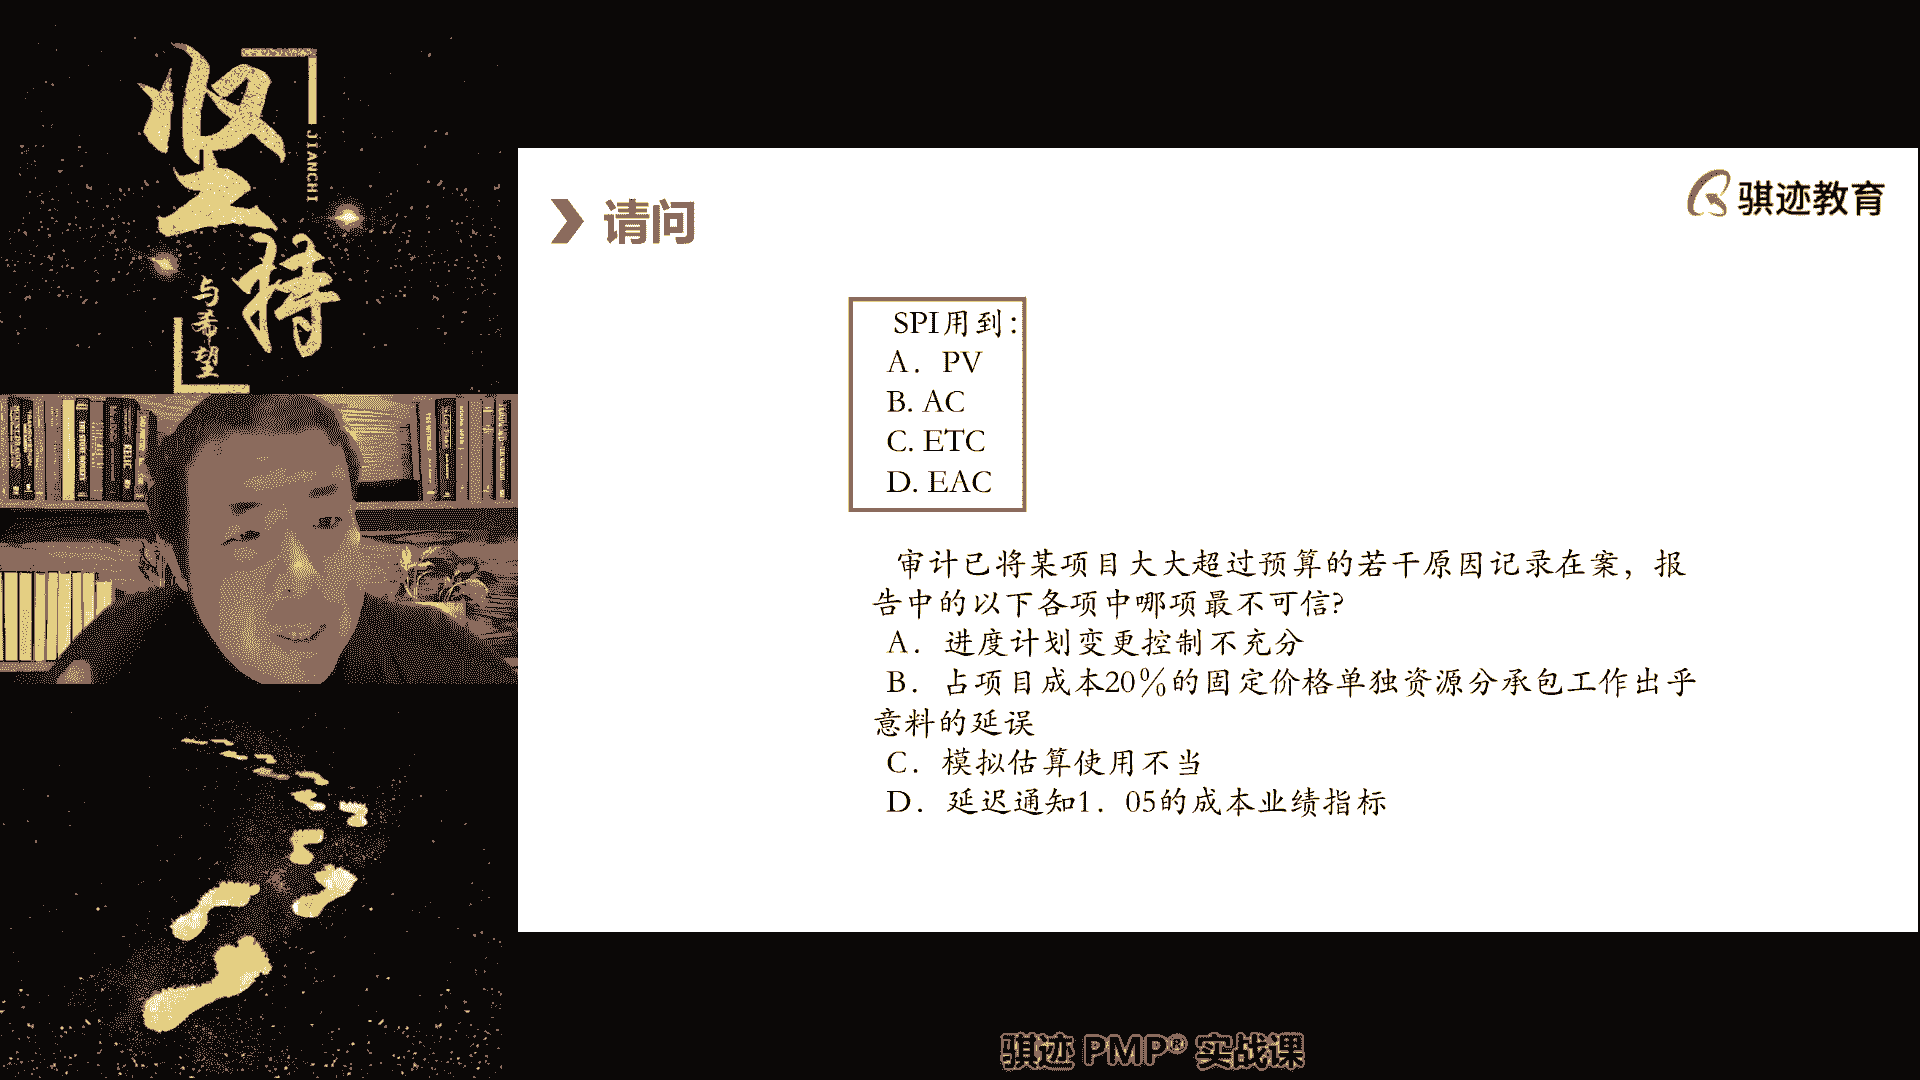 坚持
JIANCHI
与希望
请问
骐迹教育
SPI用到：
A．PV
B. AC
C. ETC
D. EAC
审计已将某项目大大超过预算的若干原因记录在案，报
告中的以下各项中哪项最不可信?
A．进度计划变更控制不充分
B．占项目成本20%的固定价格单独资源分承包工作出乎
意料的延误
C．模拟估算使用不当
D．延迟通知1．05的成本业绩指标
骐迹 PMP® 实战课